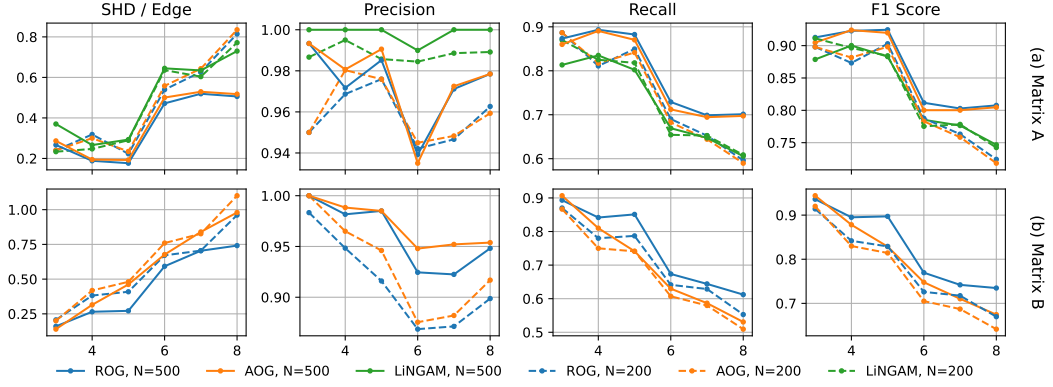 SHD / Edge Precision Recall F1 Score
0.8 0.6 0.4 0.2
1.00 0.98 0.96 0.94
0.9 0.8 0.7 0.6
0.90 0.85 0.80 0.75
(a) Matrix A
1.00 0.75 0.50 0.25
1.00 0.95 0.90
0.9 0.8 0.7 0.6 0.5
0.9 0.8 0.7
(b) Matrix B
4 6 8 4 6 8 4 6 8 4 6 8
ROG, N=500 AOG, N=500 LiNGAM, N=500 ROG, N=200 AOG, N=200 LiNGAM, N=200